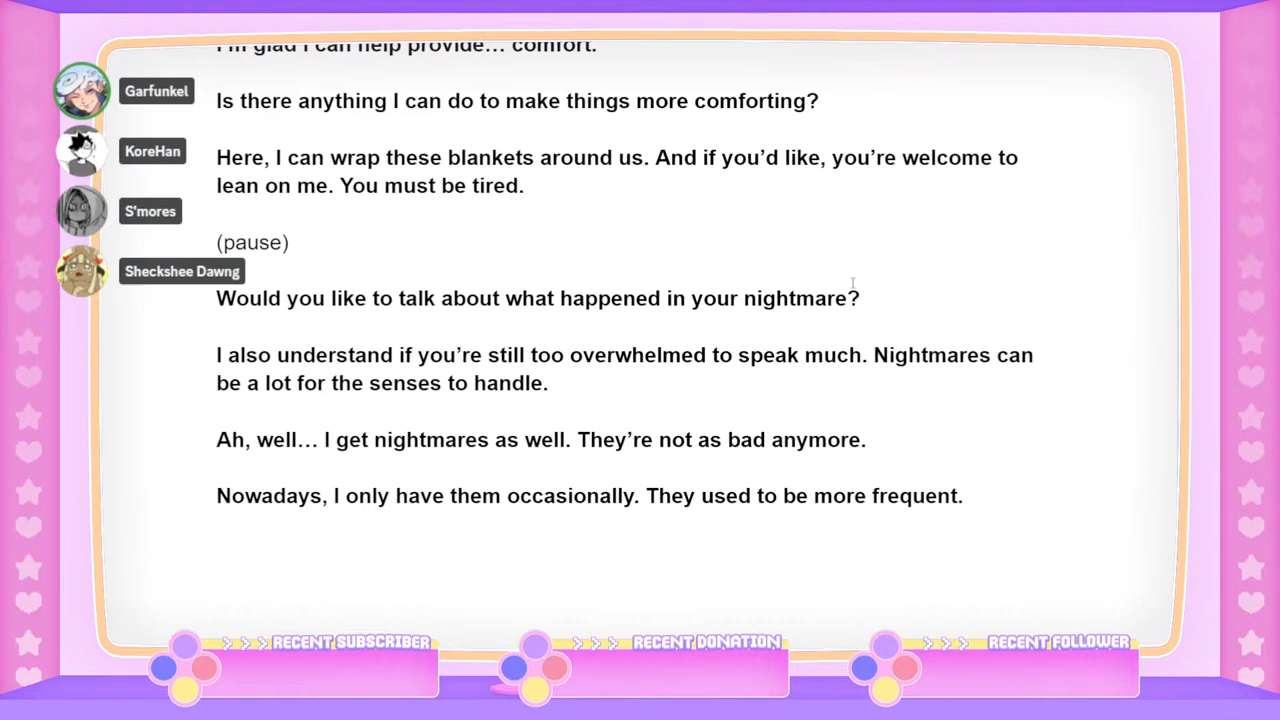 I'm glad I can help provide… comfort.
Garfunkel
Is there anything I can do to make things more comforting?
KoreHan
Here, I can wrap these blankets around us. And if you'd like, you're welcome to
lean on me. You must be tired.
S'mores
(pause)
Sheckshee Dawng
Would you like to talk about what happened in your nightmare?
I also understand if you're still too overwhelmed to speak much. Nightmares can
be a lot for the senses to handle.
Ah, well… I get nightmares as well. They're not as bad anymore.
Nowadays, I only have them occasionally. They used to be more frequent.
> > > RECENT SUBSCRIBER
> > > RECENT DONATION
> > > RECENT FOLLOWER